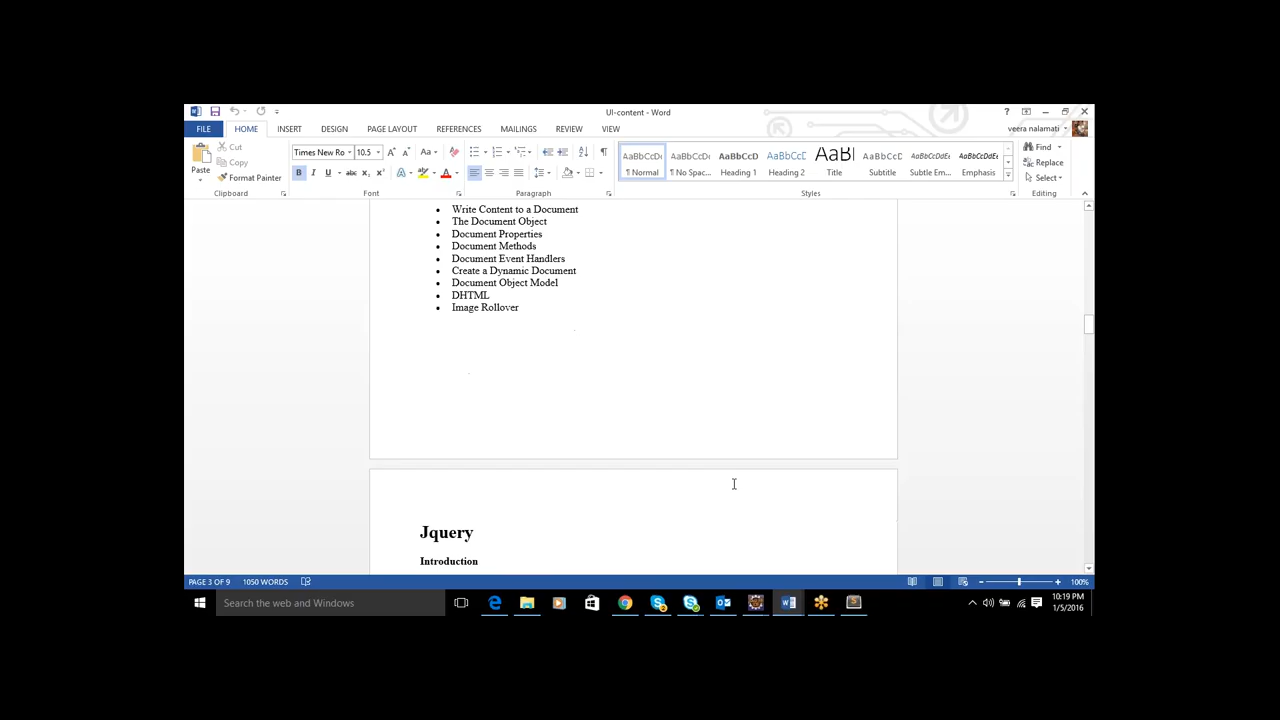 UI-content - Word
FILE HOME INSERT DESIGN PAGE LAYOUT REFERENCES MAILINGS REVIEW VIEW veera nalamati
Paste
Cut
Copy
Format Painter
Clipboard
Times New Ro 10.5
Font
Paragraph
AaBbCcDc AaBbCcDc AaBbCcD AaBbCcD AaBl AaBbCcD AaBbCcDdEe AaBbCcDdEe
¶ Normal ¶ No Spac... Heading 1 Heading 2 Title Subtitle Subtle Em... Emphasis
Styles
Find
Replace
Select
Editing
• Write Content to a Document
• The Document Object
• Document Properties
• Document Methods
• Document Event Handlers
• Create a Dynamic Document
• Document Object Model
• DHTML
• Image Rollover
Jquery
Introduction
PAGE 3 OF 9 1050 WORDS 100%
Search the web and Windows
10:19 PM
1/5/2016